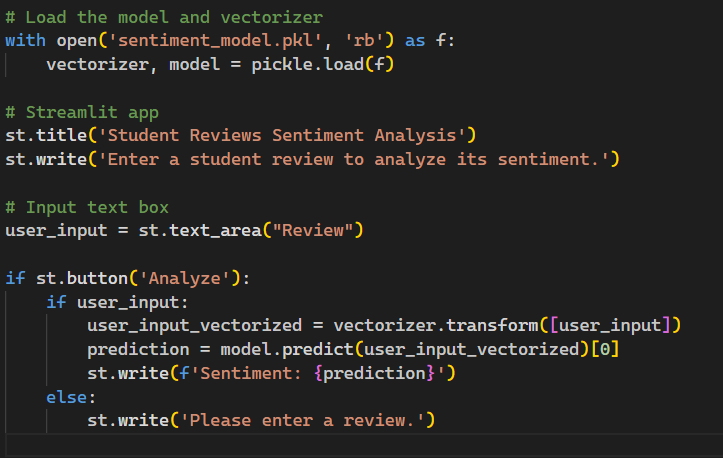 # Load the model and vectorizer
with open('sentiment_model.pkl', 'rb') as f:
    vectorizer, model = pickle.load(f)

# Streamlit app
st.title('Student Reviews Sentiment Analysis')
st.write('Enter a student review to analyze its sentiment.')

# Input text box
user_input = st.text_area("Review")

if st.button('Analyze'):
    if user_input:
        user_input_vectorized = vectorizer.transform([user_input])
        prediction = model.predict(user_input_vectorized)[0]
        st.write(f'Sentiment: {prediction}')
    else:
        st.write('Please enter a review.')